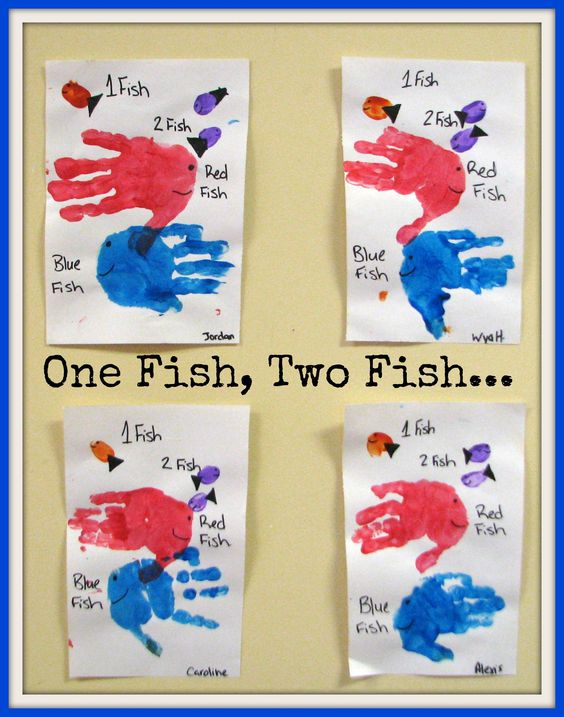 1 Fish
2 Fish
Red
Fish
Blue
Fish
Jordan
1 Fish
2 Fish
Red
Fish
Blue
Fish
Wyatt
One Fish, Two Fish...
1 Fish
2 Fish
Red
Fish
Blue
Fish
Caroline
1 Fish
2 Fish
Red
Fish
Blue
Fish
Alexis